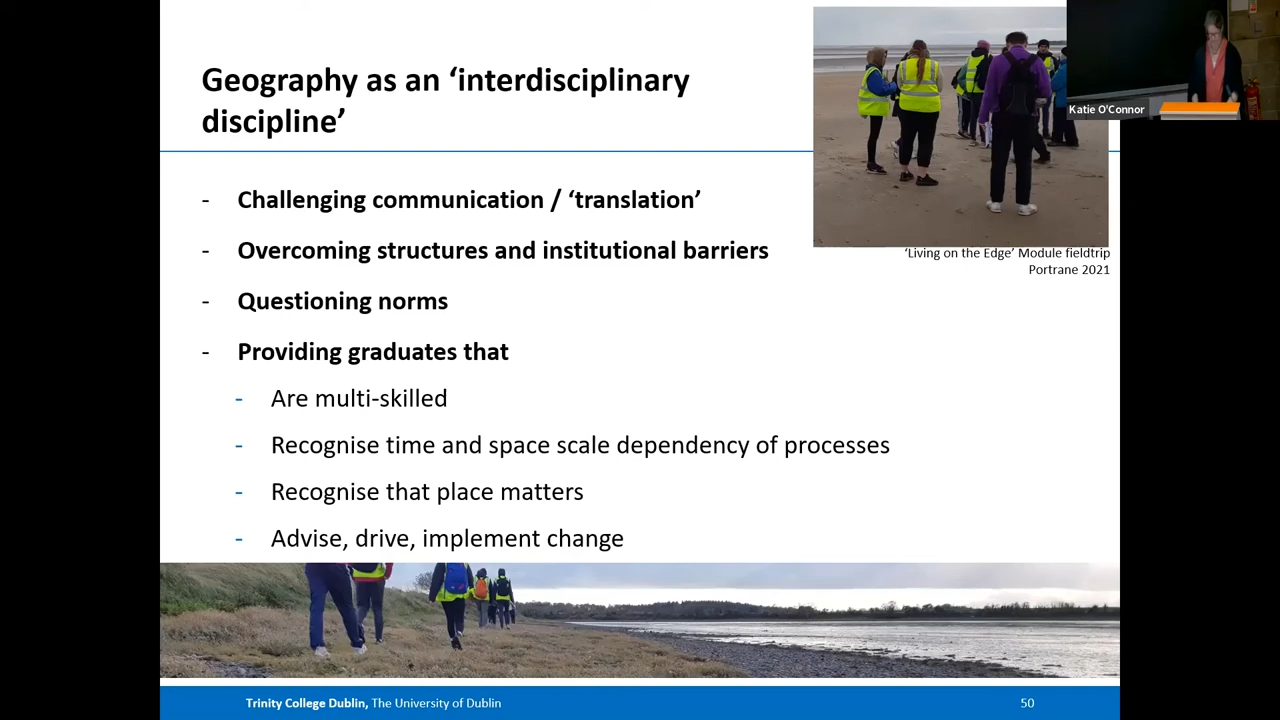 Geography as an ‘interdisciplinary
discipline’
Katie O'Connor
‘Living on the Edge’ Module fieldtrip
Portrane 2021
- Challenging communication / ‘translation’
- Overcoming structures and institutional barriers
- Questioning norms
- Providing graduates that
- Are multi-skilled
- Recognise time and space scale dependency of processes
- Recognise that place matters
- Advise, drive, implement change
Trinity College Dublin, The University of Dublin
50